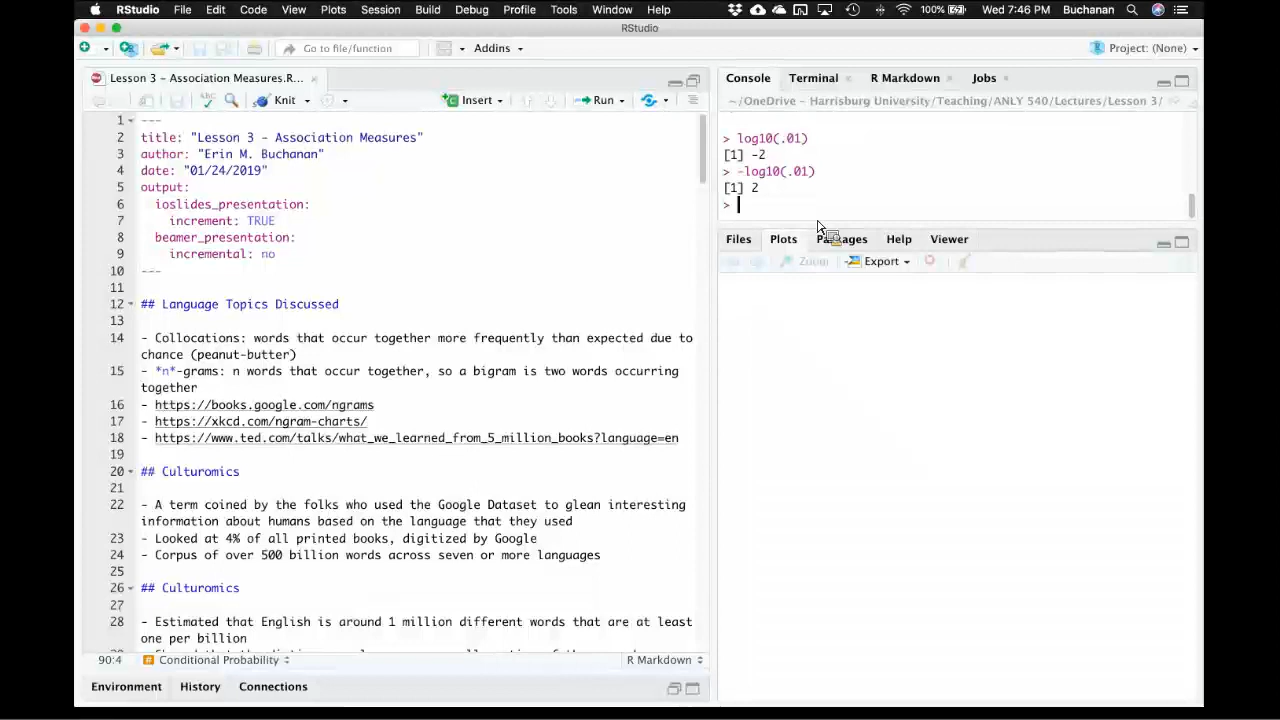 RStudio File Edit Code View Plots Session Build Debug Profile Tools Window Help 100% Wed 7:46 PM Buchanan
RStudio
Go to file/function Addins Project: (None)
Lesson 3 - Association Measures.R...
Knit Insert Run
1 ---
2 title: "Lesson 3 - Association Measures"
3 author: "Erin M. Buchanan"
4 date: "01/24/2019"
5 output:
6 ioslides_presentation:
7 increment: TRUE
8 beamer_presentation:
9 incremental: no
10 ---
11
12 ## Language Topics Discussed
13
14 - Collocations: words that occur together more frequently than expected due to
chance (peanut-butter)
15 - *n*-grams: n words that occur together, so a bigram is two words occurring
together
16 - https://books.google.com/ngrams
17 - https://xkcd.com/ngram-charts/
18 - https://www.ted.com/talks/what_we_learned_from_5_million_books?language=en
19
20 ## Culturomics
21
22 - A term coined by the folks who used the Google Dataset to glean interesting
information about humans based on the language that they used
23 - Looked at 4% of all printed books, digitized by Google
24 - Corpus of over 500 billion words across seven or more languages
25
26 ## Culturomics
27
28 - Estimated that English is around 1 million different words that are at least
one per billion
90:4 # Conditional Probability R Markdown
Environment History Connections
Console Terminal R Markdown Jobs
~/OneDrive - Harrisburg University/Teaching/ANLY 540/Lectures/Lesson 3/
> log10(.01)
[1] -2
> -log10(.01)
[1] 2
>
Files Plots Packages Help Viewer
Zoom Export